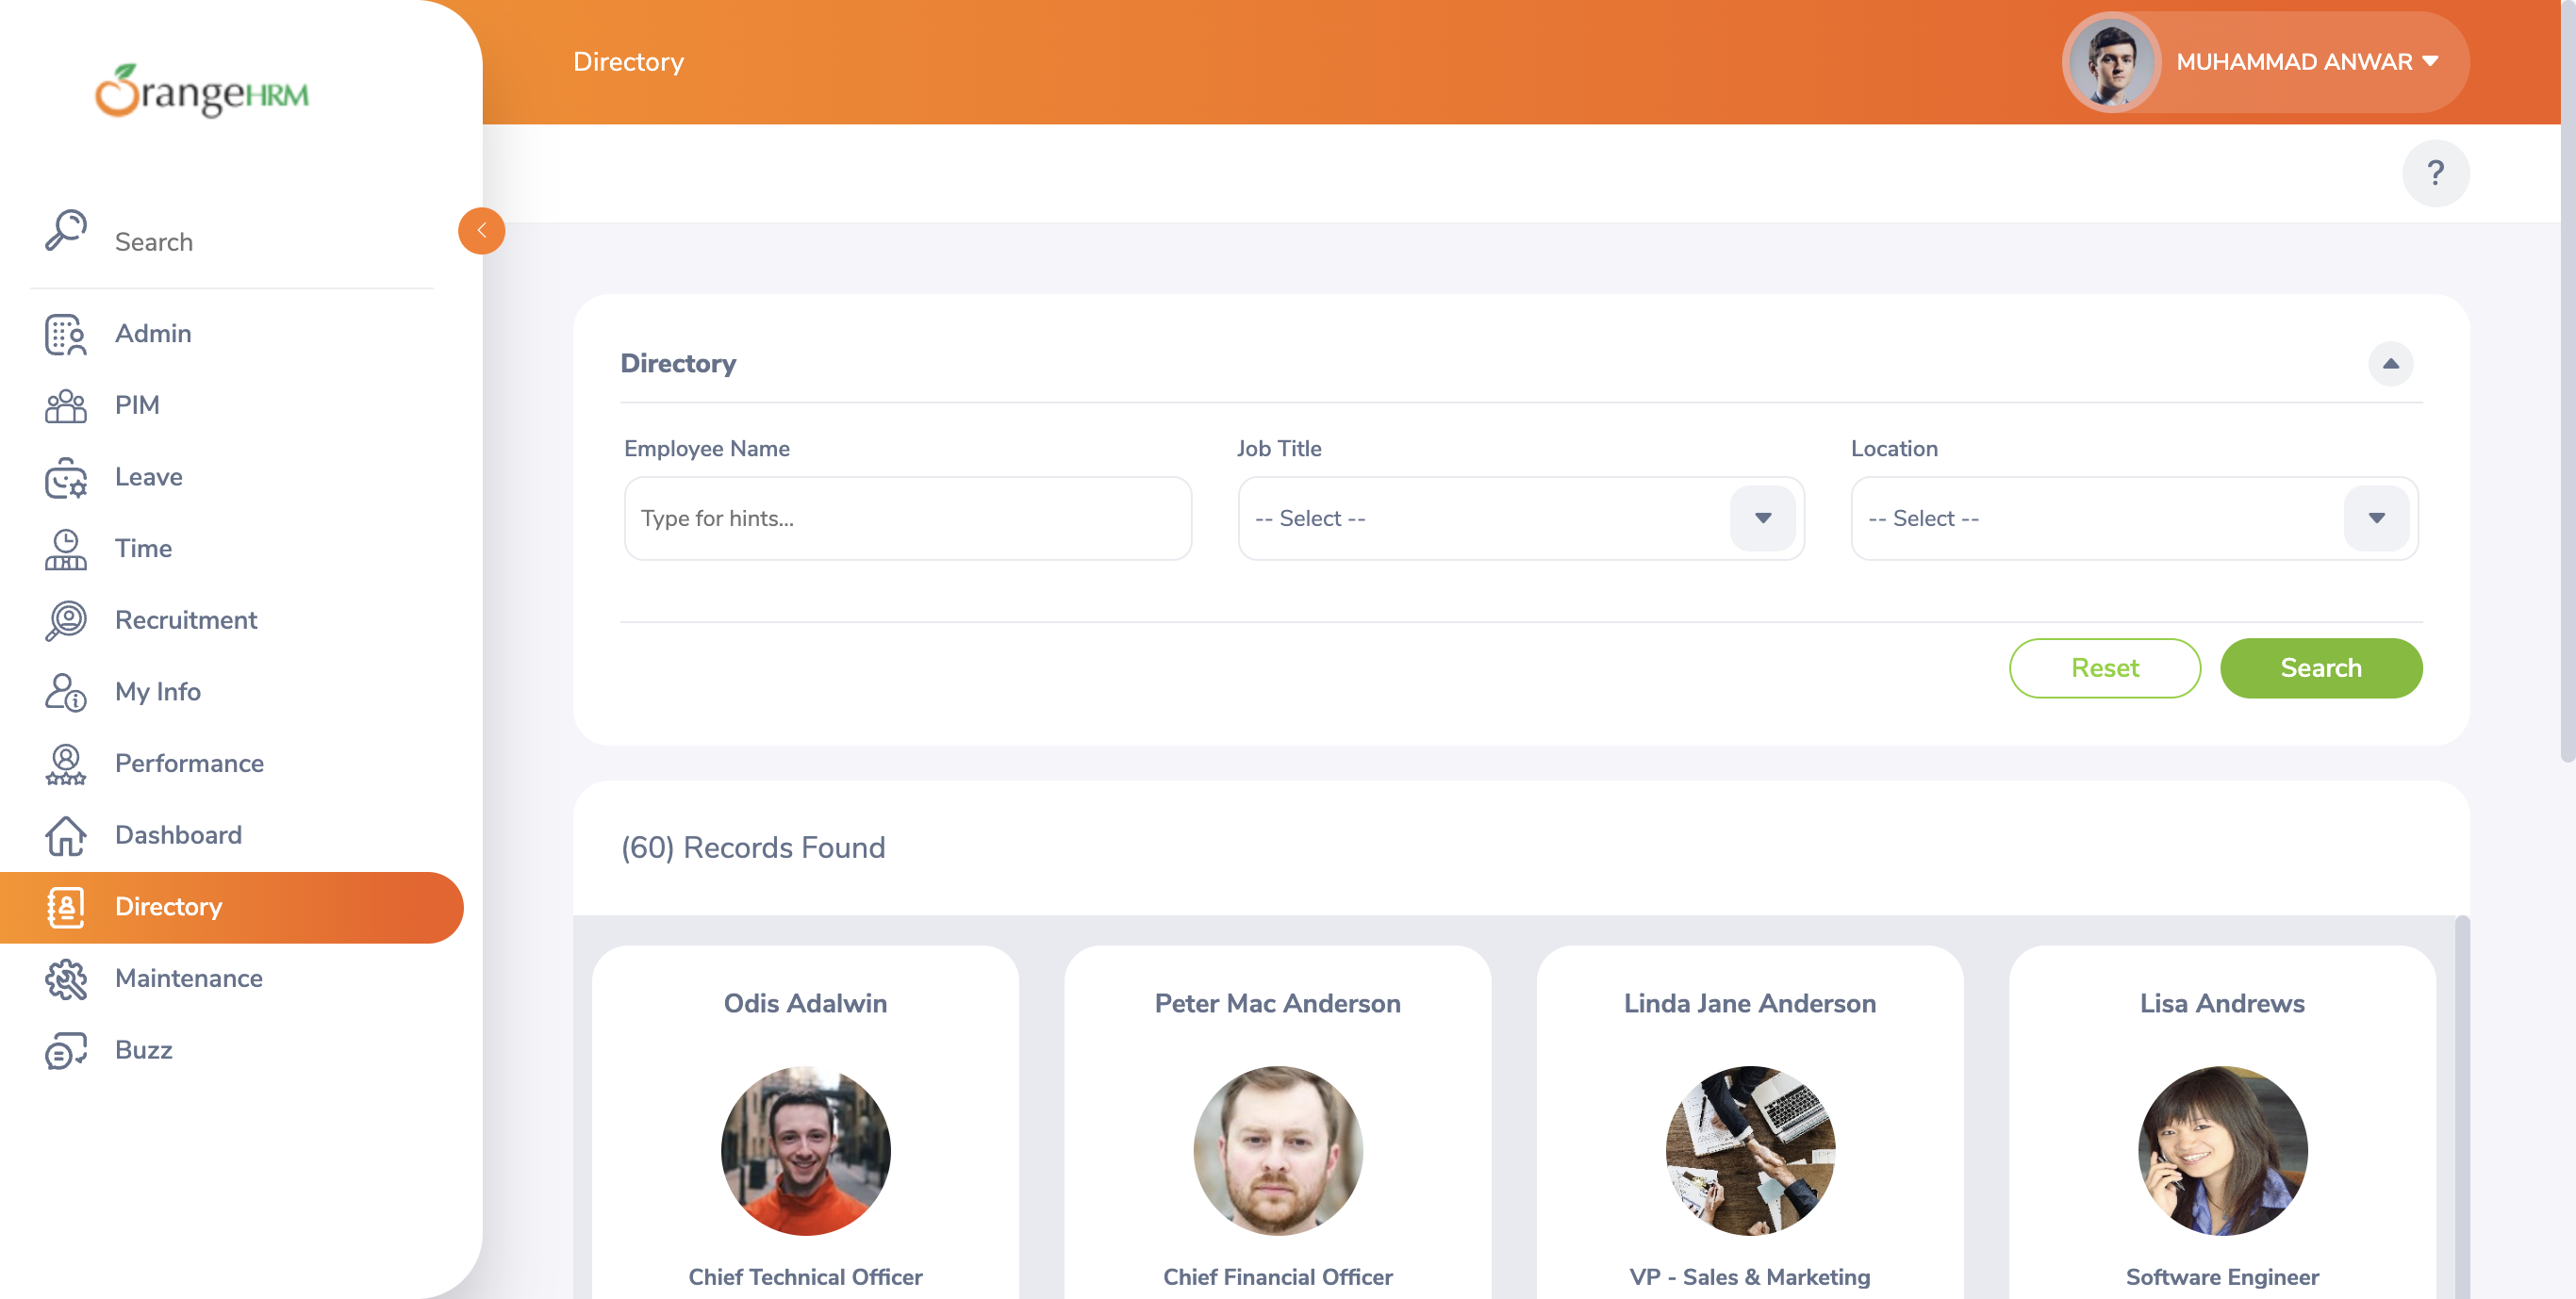 OrangeHRM
Directory
MUHAMMAD ANWAR
?
Search
Admin
PIM
Leave
Time
Recruitment
My Info
Performance
Dashboard
Directory
Maintenance
Buzz
Directory
Employee Name
Job Title
Location
Type for hints...
-- Select --
-- Select --
Reset
Search
(60) Records Found
Odis Adalwin
Peter Mac Anderson
Linda Jane Anderson
Lisa Andrews
Chief Technical Officer
Chief Financial Officer
VP - Sales & Marketing
Software Engineer